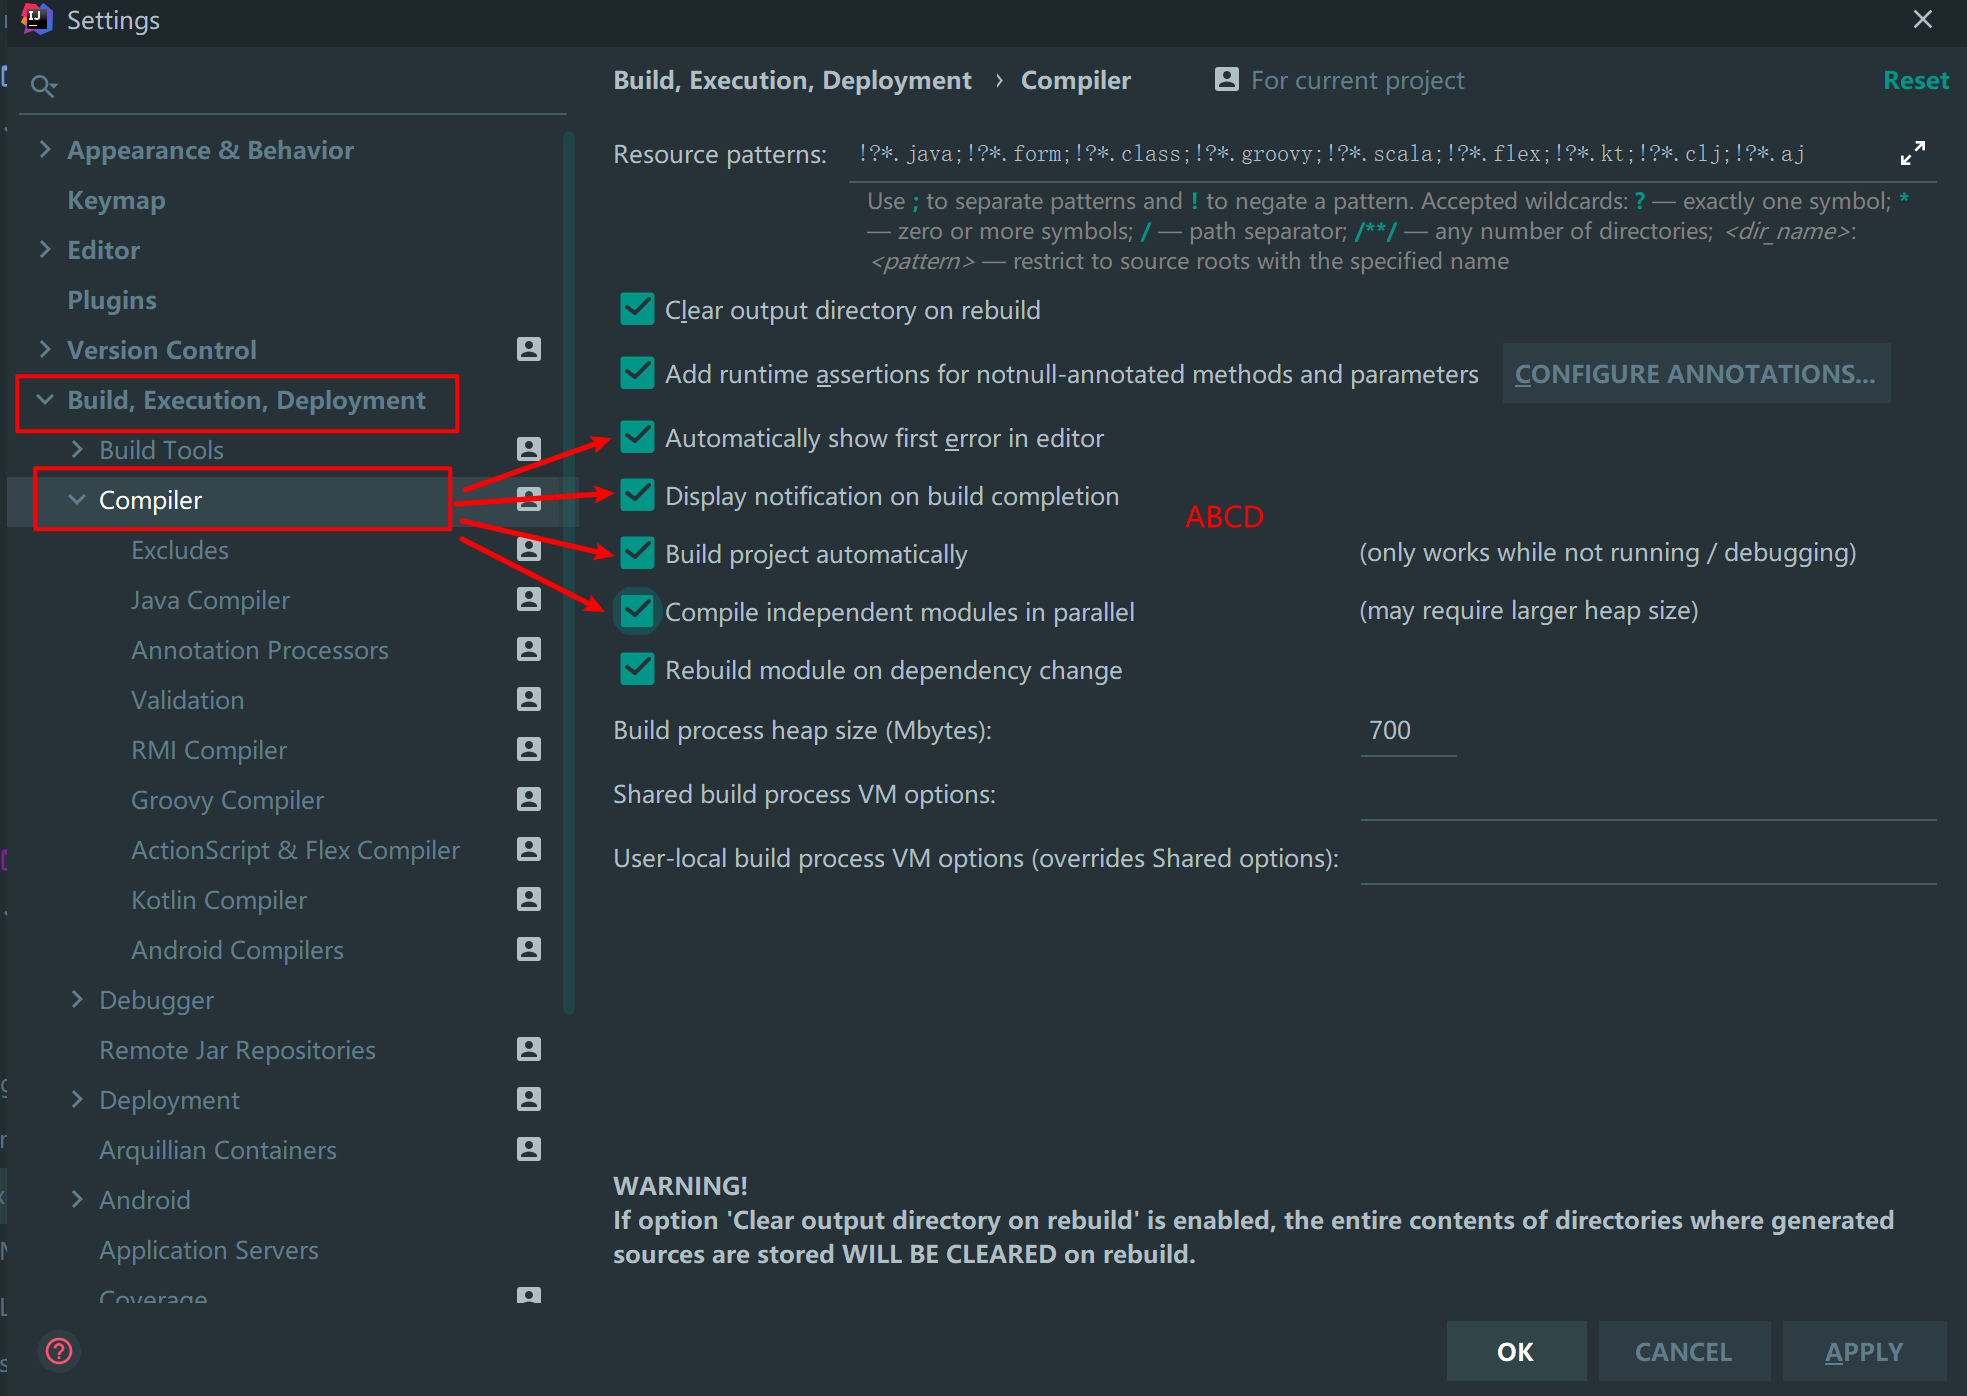 Settings
Build, Execution, Deployment › Compiler
For current project
Reset
Appearance & Behavior
Keymap
Editor
Plugins
Version Control
Build, Execution, Deployment
Build Tools
Compiler
Excludes
Java Compiler
Annotation Processors
Validation
RMI Compiler
Groovy Compiler
ActionScript & Flex Compiler
Kotlin Compiler
Android Compilers
Debugger
Remote Jar Repositories
Deployment
Arquillian Containers
Android
Application Servers
Coverage
Resource patterns: !?*.java;!?*.form;!?*.class;!?*.groovy;!?*.scala;!?*.flex;!?*.kt;!?*.clj;!?*.aj
Use ; to separate patterns and ! to negate a pattern. Accepted wildcards: ? — exactly one symbol; *
— zero or more symbols; / — path separator; /**/ — any number of directories; <dir_name>:
<pattern> — restrict to source roots with the specified name
Clear output directory on rebuild
Add runtime assertions for notnull-annotated methods and parameters
CONFIGURE ANNOTATIONS...
Automatically show first error in editor
Display notification on build completion
ABCD
Build project automatically
(only works while not running / debugging)
Compile independent modules in parallel
(may require larger heap size)
Rebuild module on dependency change
Build process heap size (Mbytes): 700
Shared build process VM options:
User-local build process VM options (overrides Shared options):
WARNING!
If option 'Clear output directory on rebuild' is enabled, the entire contents of directories where generated
sources are stored WILL BE CLEARED on rebuild.
OK
CANCEL
APPLY